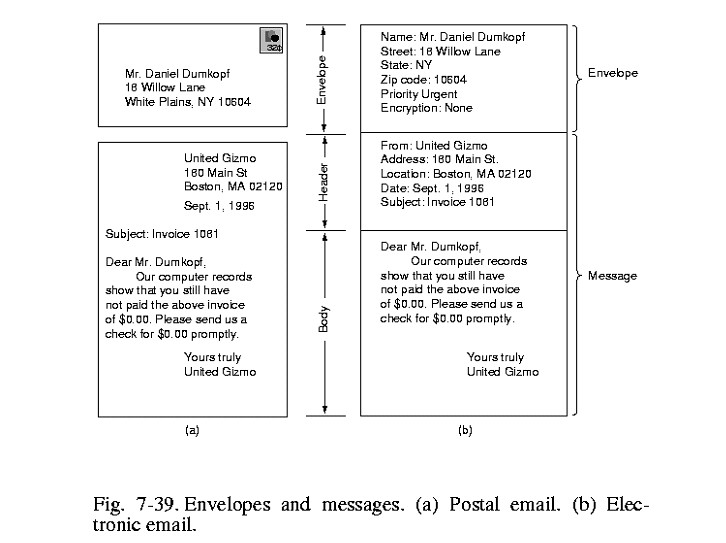 32¢
Mr. Daniel Dumkopf
18 Willow Lane
White Plains, NY 10604
United Gizmo
180 Main St
Boston, MA 02120
Sept. 1, 1996
Subject: Invoice 1081
Dear Mr. Dumkopf,
Our computer records
show that you still have
not paid the above invoice
of $0.00. Please send us a
check for $0.00 promptly.
Yours truly
United Gizmo
(a)
Envelope
Header
Body
Name: Mr. Daniel Dumkopf
Street: 18 Willow Lane
State: NY
Zip code: 10604
Priority Urgent
Encryption: None
From: United Gizmo
Address: 180 Main St.
Location: Boston, MA 02120
Date: Sept. 1, 1996
Subject: Invoice 1081
Dear Mr. Dumkopf,
Our computer records
show that you still have
not paid the above invoice
of $0.00. Please send us a
check for $0.00 promptly.
Yours truly
United Gizmo
(b)
Envelope
Message
Fig. 7-39. Envelopes and messages. (a) Postal email. (b) Elec-
tronic email.